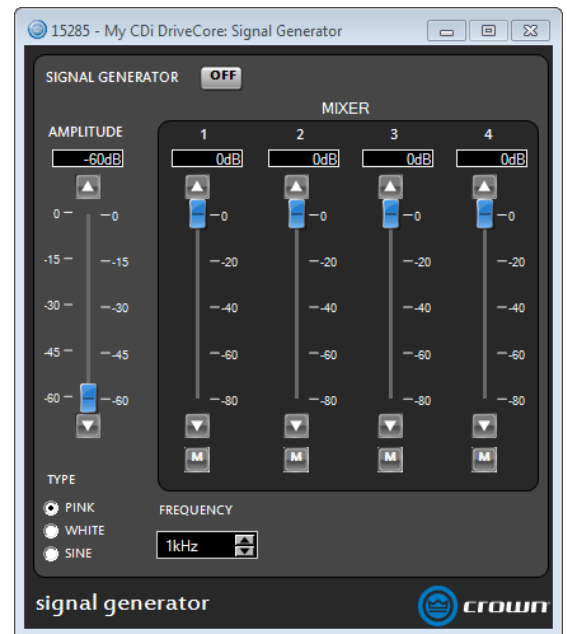 15285 - My CDi DriveCore: Signal Generator
SIGNAL GENERATOR OFF
MIXER
AMPLITUDE 1 2 3 4
-60dB 0dB 0dB 0dB 0dB
0 0 0 0 0 0
-15 -15 -20 -20 -20 -20
-30 -30 -40 -40 -40 -40
-45 -45 -60 -60 -60 -60
-60 -60 -80 -80 -80 -80
M M M M
TYPE
PINK FREQUENCY
WHITE
1kHz
SINE
signal generator crown